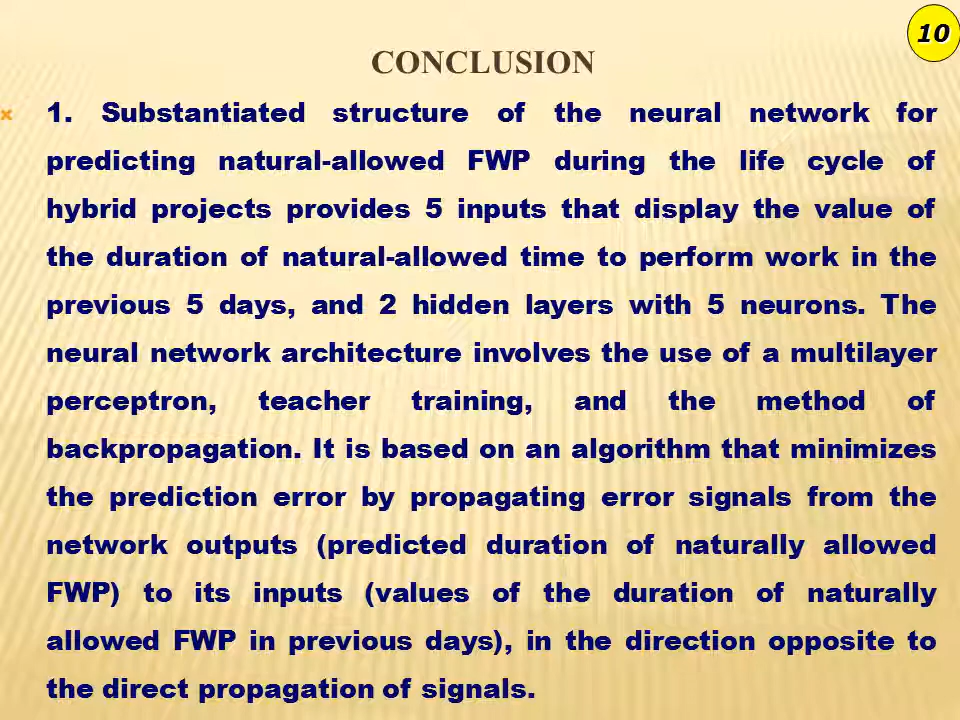 10
CONCLUSION
1. Substantiated structure of the neural network for
predicting natural-allowed FWP during the life cycle of
hybrid projects provides 5 inputs that display the value of
the duration of natural-allowed time to perform work in the
previous 5 days, and 2 hidden layers with 5 neurons. The
neural network architecture involves the use of a multilayer
perceptron, teacher training, and the method of
backpropagation. It is based on an algorithm that minimizes
the prediction error by propagating error signals from the
network outputs (predicted duration of naturally allowed
FWP) to its inputs (values of the duration of naturally
allowed FWP in previous days), in the direction opposite to
the direct propagation of signals.